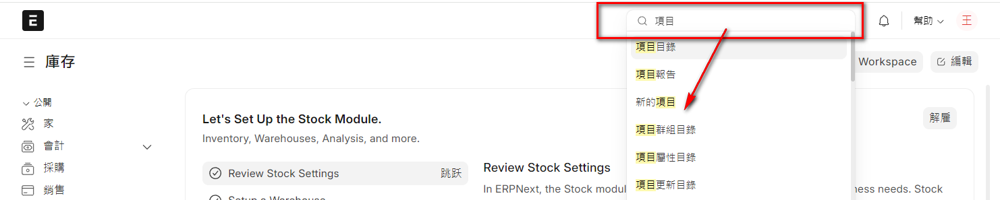 E
項目
幫助
王
庫存
Workspace
編輯
項目目錄
項目報告
新的項目
項目群組目錄
項目屬性目錄
項目更新目錄
公開
家
會計
採購
銷售
Let's Set Up the Stock Module.
解雇
Inventory, Warehouses, Analysis, and more.
Review Stock Settings
跳跃
Setup a Warehouse
Review Stock Settings
In ERPNext, the Stock modul
ness needs. Stock